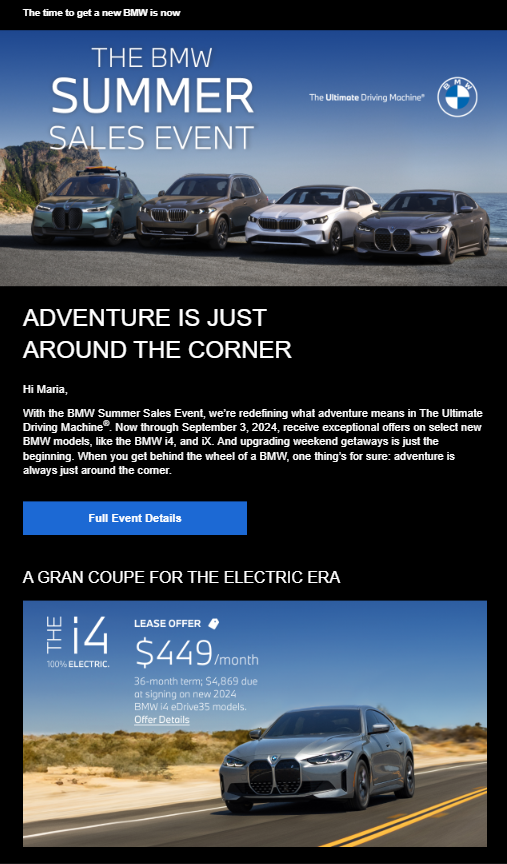 The time to get a new BMW is now
THE BMW
SUMMER
SALES EVENT
The Ultimate Driving Machine®
BMW
ADVENTURE IS JUST
AROUND THE CORNER
Hi Maria,
With the BMW Summer Sales Event, we're redefining what adventure means in The Ultimate
Driving Machine®. Now through September 3, 2024, receive exceptional offers on select new
BMW models, like the BMW i4, and iX. And upgrading weekend getaways is just the
beginning. When you get behind the wheel of a BMW, one thing's for sure: adventure is
always just around the corner.
Full Event Details
A GRAN COUPE FOR THE ELECTRIC ERA
THE i4
100% ELECTRIC.
LEASE OFFER
$449/month
36-month term; $4,869 due
at signing on new 2024
BMW i4 eDrive35 models.
Offer Details